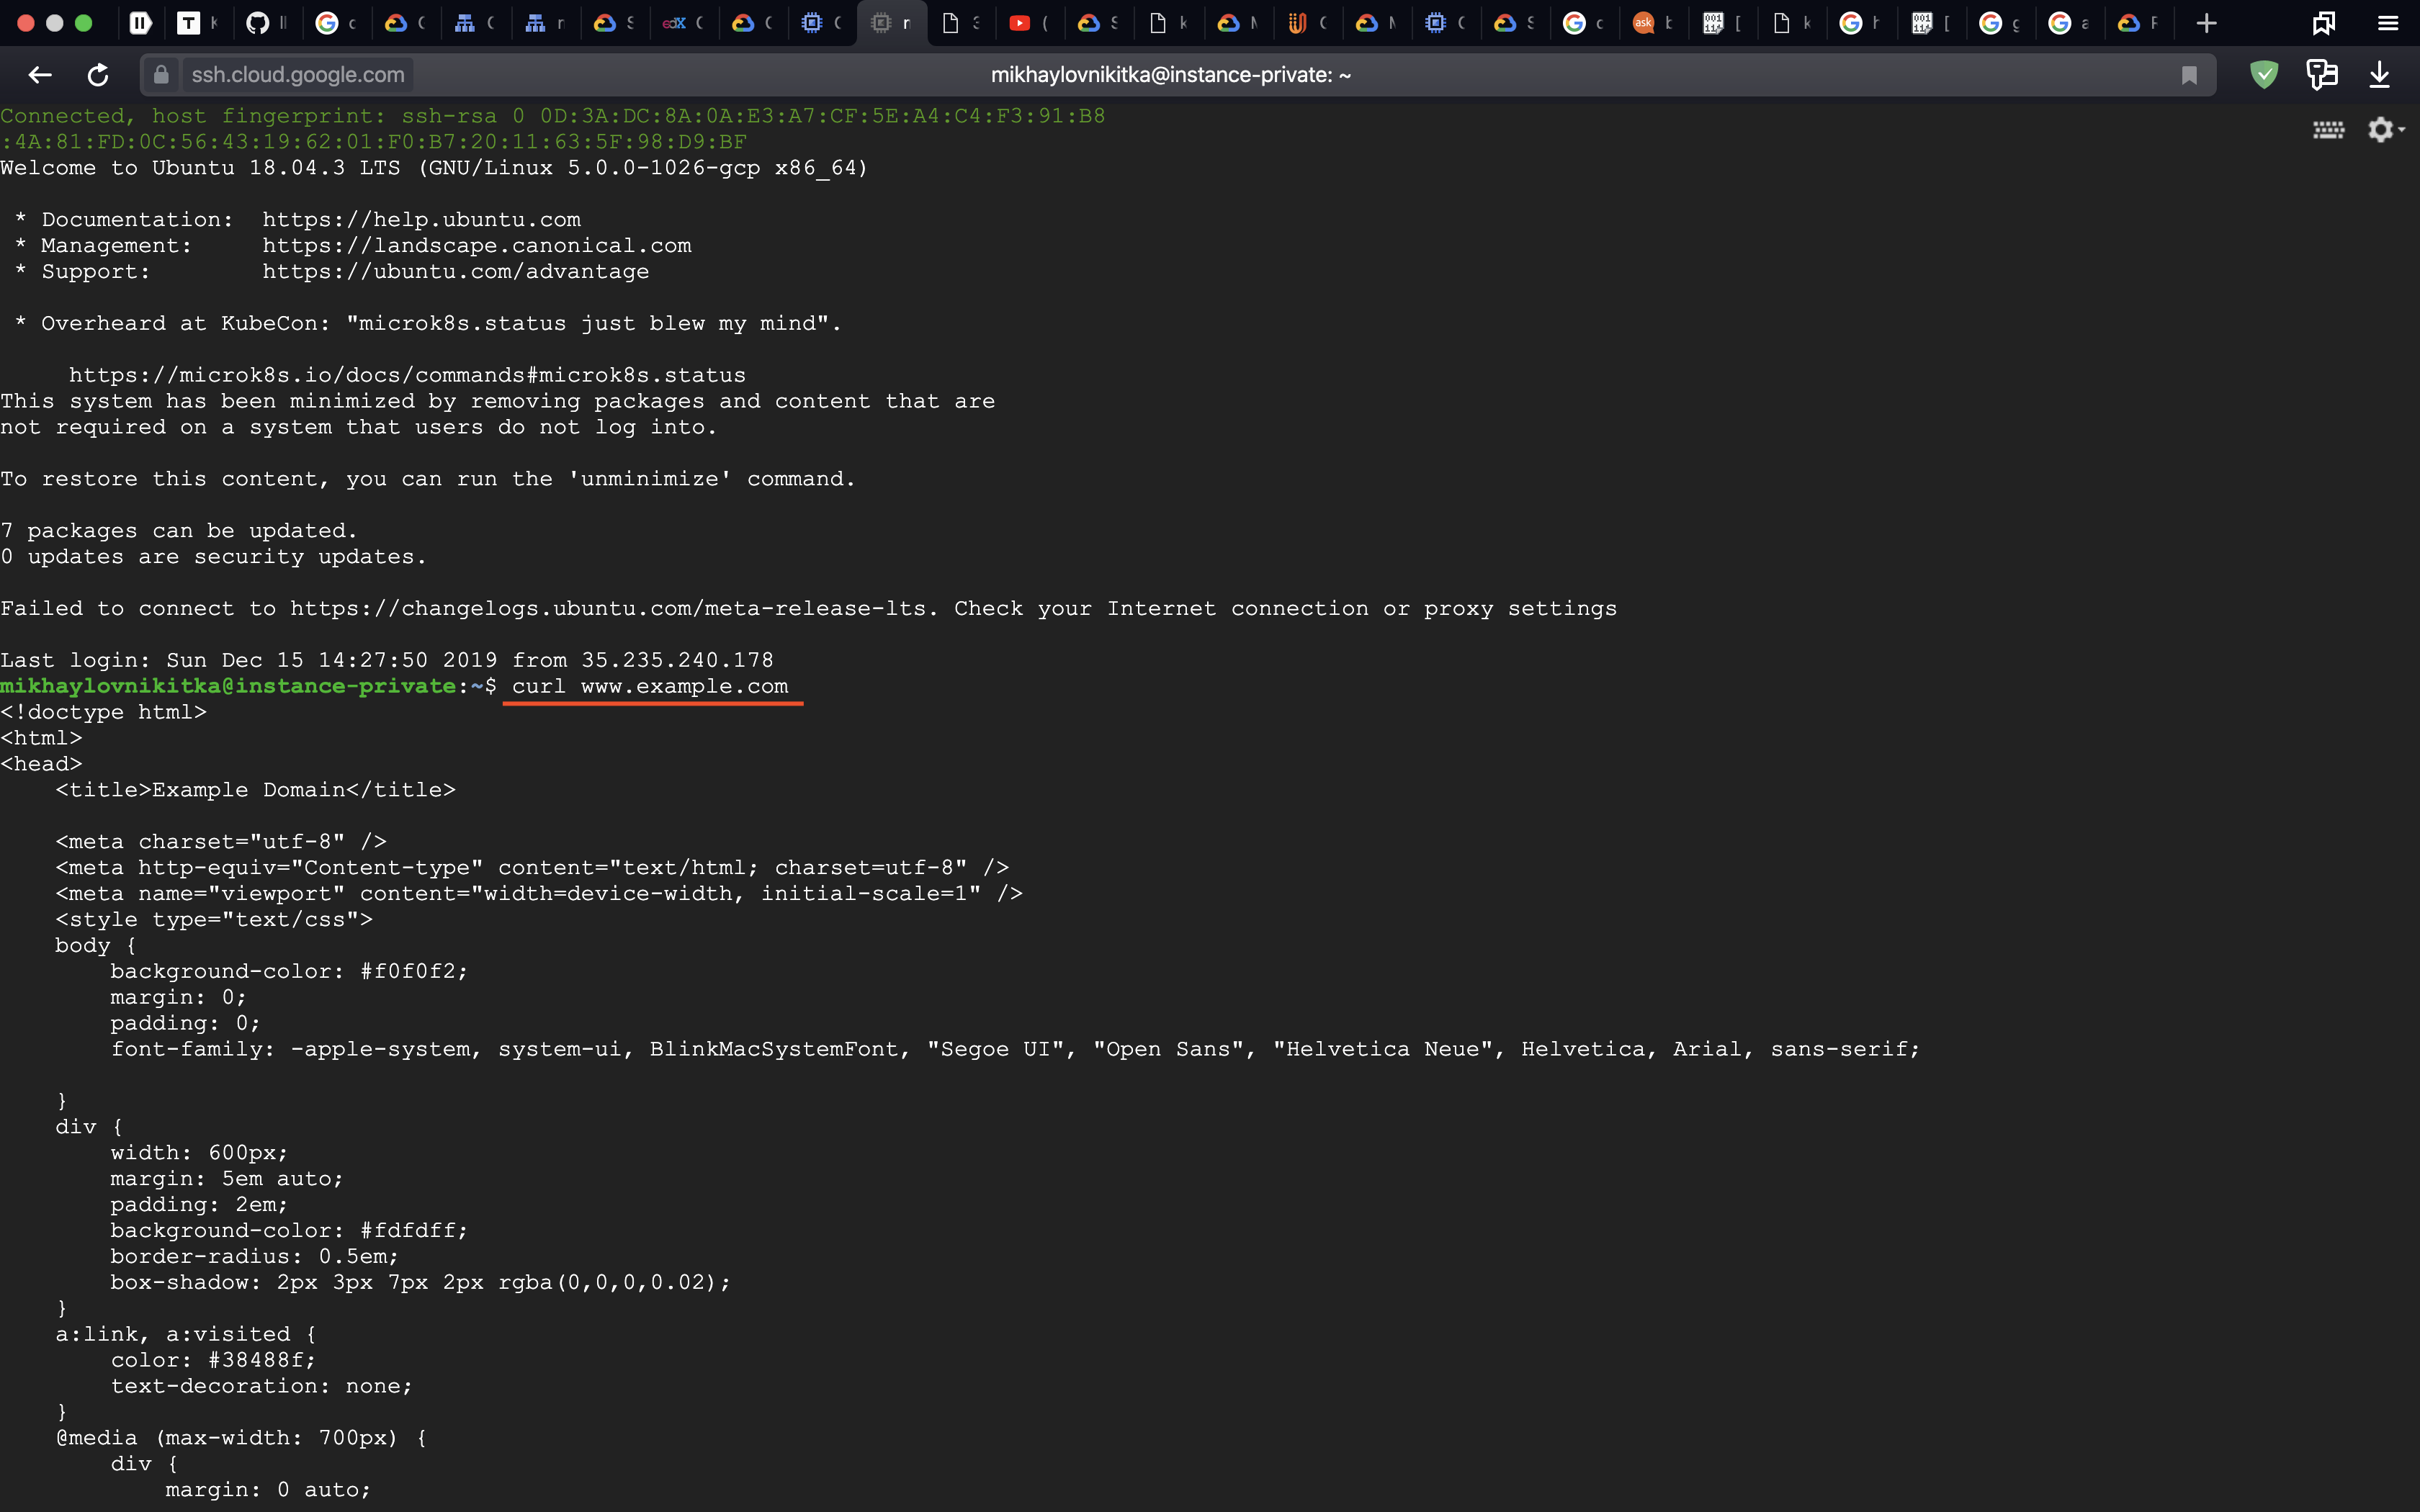 ssh.cloud.google.com
mikhaylovnikitka@instance-private: ~
Connected, host fingerprint: ssh-rsa 0 0D:3A:DC:8A:0A:E3:A7:CF:5E:A4:C4:F3:91:B8
:4A:81:FD:0C:56:43:19:62:01:F0:B7:20:11:63:5F:98:D9:BF
Welcome to Ubuntu 18.04.3 LTS (GNU/Linux 5.0.0-1026-gcp x86_64)
* Documentation:  https://help.ubuntu.com
* Management:     https://landscape.canonical.com
* Support:        https://ubuntu.com/advantage
* Overheard at KubeCon: "microk8s.status just blew my mind".
https://microk8s.io/docs/commands#microk8s.status
This system has been minimized by removing packages and content that are
not required on a system that users do not log into.
To restore this content, you can run the 'unminimize' command.
7 packages can be updated.
0 updates are security updates.
Failed to connect to https://changelogs.ubuntu.com/meta-release-lts. Check your Internet connection or proxy settings
Last login: Sun Dec 15 14:27:50 2019 from 35.235.240.178
mikhaylovnikitka@instance-private:~$ curl www.example.com
<!doctype html>
<html>
<head>
    <title>Example Domain</title>
    <meta charset="utf-8" />
    <meta http-equiv="Content-type" content="text/html; charset=utf-8" />
    <meta name="viewport" content="width=device-width, initial-scale=1" />
    <style type="text/css">
    body {
        background-color: #f0f0f2;
        margin: 0;
        padding: 0;
        font-family: -apple-system, system-ui, BlinkMacSystemFont, "Segoe UI", "Open Sans", "Helvetica Neue", Helvetica, Arial, sans-serif;
    }
    div {
        width: 600px;
        margin: 5em auto;
        padding: 2em;
        background-color: #fdfdff;
        border-radius: 0.5em;
        box-shadow: 2px 3px 7px 2px rgba(0,0,0,0.02);
    }
    a:link, a:visited {
        color: #38488f;
        text-decoration: none;
    }
    @media (max-width: 700px) {
        div {
            margin: 0 auto;